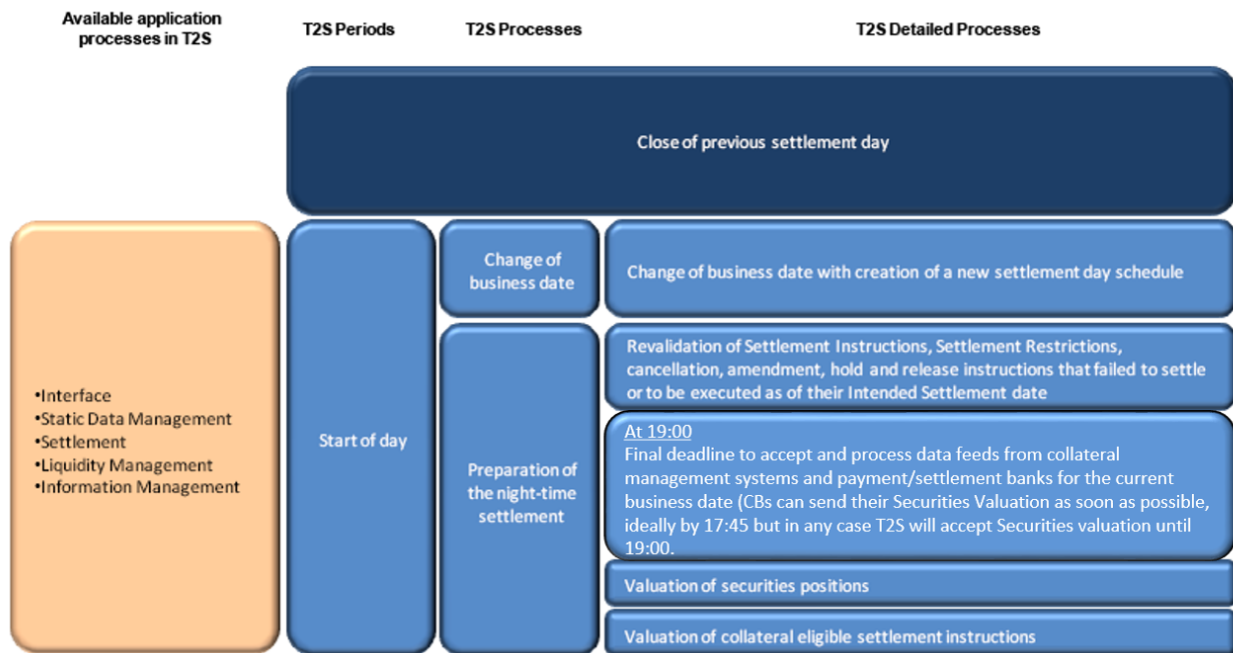 Available application
processes in T2S
T2S Periods
T2S Processes
T2S Detailed Processes
Close of previous settlement day
•Interface
•Static Data Management
•Settlement
•Liquidity Management
•Information Management
Start of day
Change of
business date
Change of business date with creation of a new settlement day schedule
Preparation of
the night-time
settlement
Revalidation of Settlement Instructions, Settlement Restrictions,
cancellation, amendment, hold and release instructions that failed to settle
or to be executed as of their Intended Settlement date
At 19:00
Final deadline to accept and process data feeds from collateral
management systems and payment/settlement banks for the current
business date (CBs can send their Securities Valuation as soon as possible,
ideally by 17:45 but in any case T2S will accept Securities valuation until
19:00.
Valuation of securities positions
Valuation of collateral eligible settlement instructions